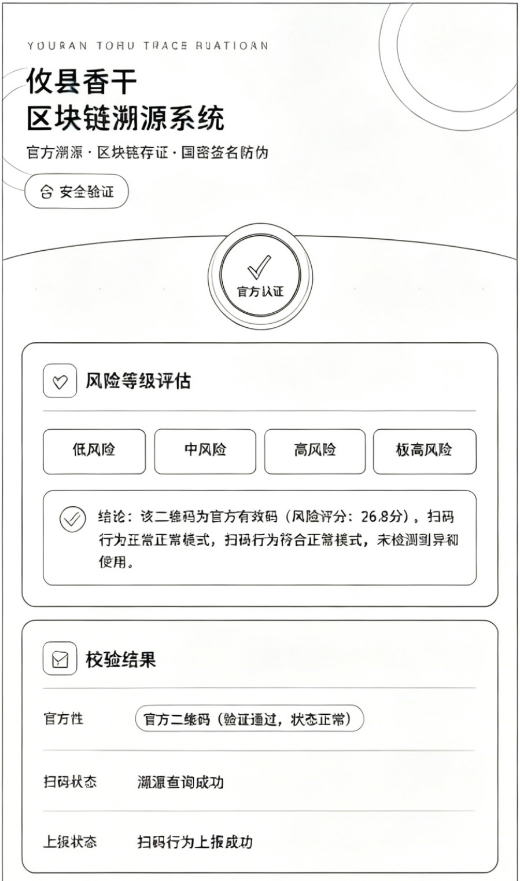 YOURAN TOHU TRACE RUATIOAN
攸县香干
区块链溯源系统
官方溯源 · 区块链存证 · 国密签名防伪
安全验证
官方认证
风险等级评估
低风险
中风险
高风险
板高风险
结论：该二维码为官方有效码（风险评分：26.8分）。扫码
行为正常正常模式，扫码行为符合正常模式，未检测到异和
使用。
校验结果
官方性
官方二维码（验证通过，状态正常）
扫码状态
溯源查询成功
上报状态
扫码行为上报成功